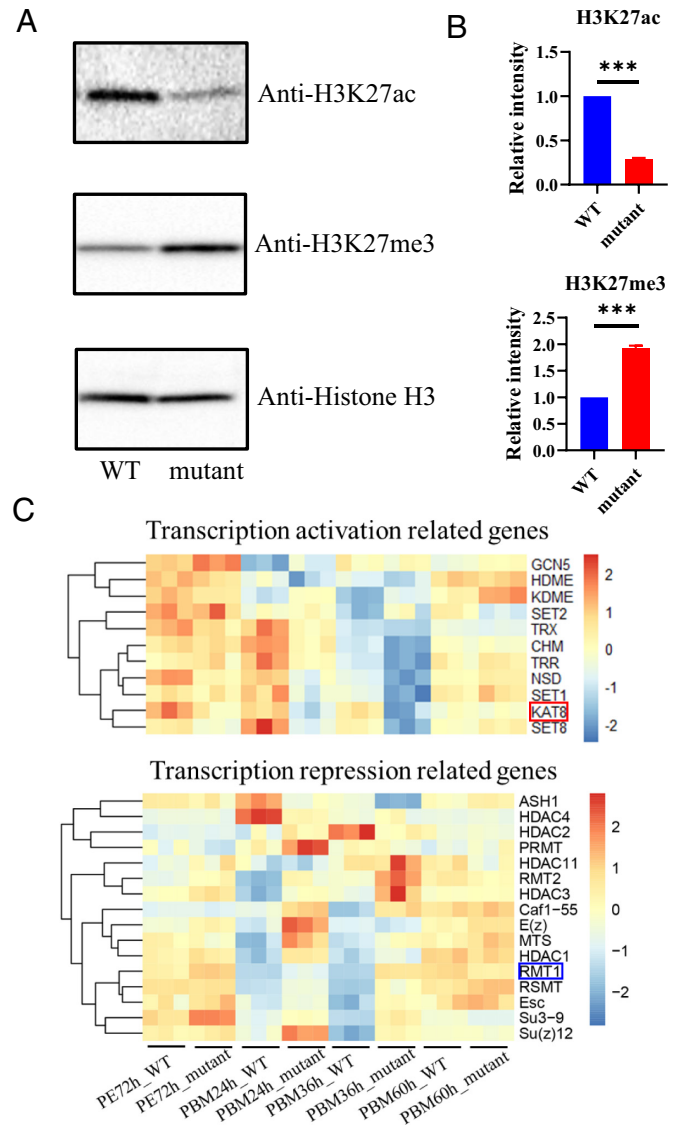 A
Anti-H3K27ac
Anti-H3K27me3
Anti-Histone H3
WT mutant
B
H3K27ac
Relative intensity
1.5
1.0
0.5
0.0
***
WT
mutant
H3K27me3
Relative intensity
2.5
2.0
1.5
1.0
0.5
0.0
***
WT
mutant
C
Transcription activation related genes
GCN5
HDME
KDME
SET2
TRX
CHM
TRR
NSD
SET1
KAT8
SET8
2
1
0
−1
−2
Transcription repression related genes
ASH1
HDAC4
HDAC2
PRMT
HDAC11
RMT2
HDAC3
Caf1−55
E(z)
MTS
HDAC1
RMT1
RSMT
Esc
Su3−9
Su(z)12
2
1
0
−1
−2
PE72h_WT
PE72h_mutant
PBM24h_WT
PBM24h_mutant
PBM36h_WT
PBM36h_mutant
PBM60h_WT
PBM60h_mutant